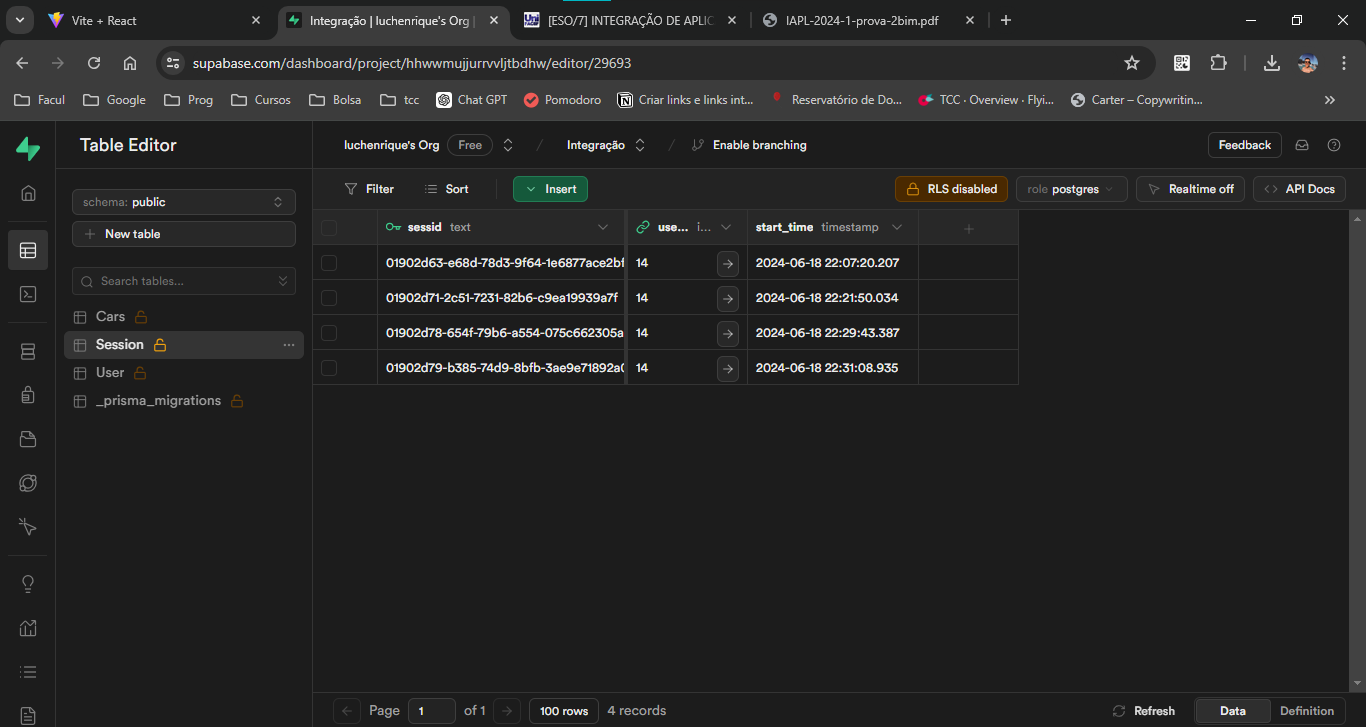 Vite + React
Integração | luchenrique's Org |
[ESO/7] INTEGRAÇÃO DE APLIC
IAPL-2024-1-prova-2bim.pdf
supabase.com/dashboard/project/hhwwmujjurrvvljtbdhw/editor/29693
Facul
Google
Prog
Cursos
Bolsa
tcc
Chat GPT
Pomodoro
Criar links e links int...
Reservatório de Do...
TCC · Overview · Flyi...
Carter – Copywritin...
Table Editor
luchenrique's Org
Free
/
Integração
/
Enable branching
Feedback
schema: public
New table
Search tables...
Cars
Session
User
_prisma_migrations
Filter
Sort
Insert
RLS disabled
role postgres
Realtime off
API Docs
sessid text
use... i...
start_time timestamp
01902d63-e68d-78d3-9f64-1e6877ace2bf 14 2024-06-18 22:07:20.207
01902d71-2c51-7231-82b6-c9ea19939a7f 14 2024-06-18 22:21:50.034
01902d78-654f-79b6-a554-075c662305a 14 2024-06-18 22:29:43.387
01902d79-b385-74d9-8bfb-3ae9e71892a0 14 2024-06-18 22:31:08.935
Page 1 of 1
100 rows
4 records
Refresh
Data
Definition